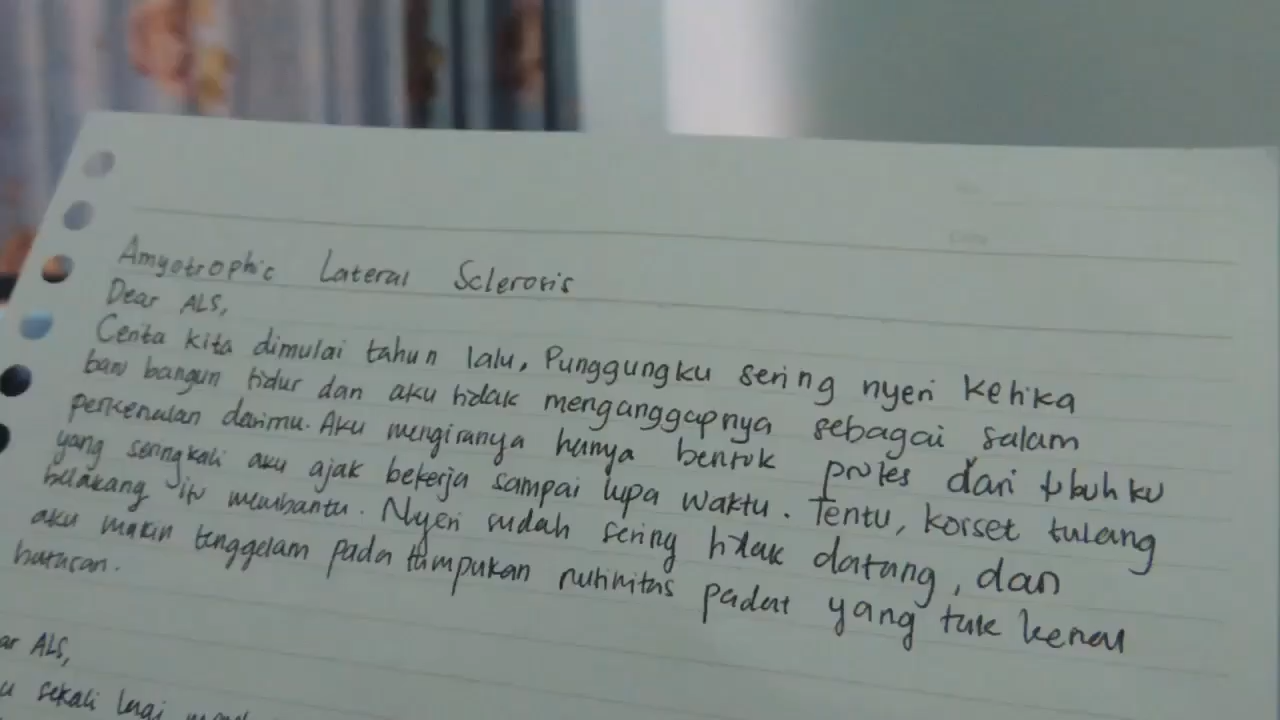 Amyotrophic Lateral Sclerosis
Dear ALS,
Cerita kita dimulai tahun lalu, Punggungku sering nyeri ketika
baru bangun tidur dan aku tidak menganggapnya sebagai salam
perkenalan darimu. Aku mengiranya hanya bentuk protes dari tubuhku
yang seringkali aku ajak bekerja sampai lupa waktu. Tentu, korset tulang
belakang itu membantu. Nyeri sudah sering tidak datang, dan
aku makin tenggelam pada tumpukan rutinitas padat yang tak kenal
batasan.
ar ALS,
sekali lagi